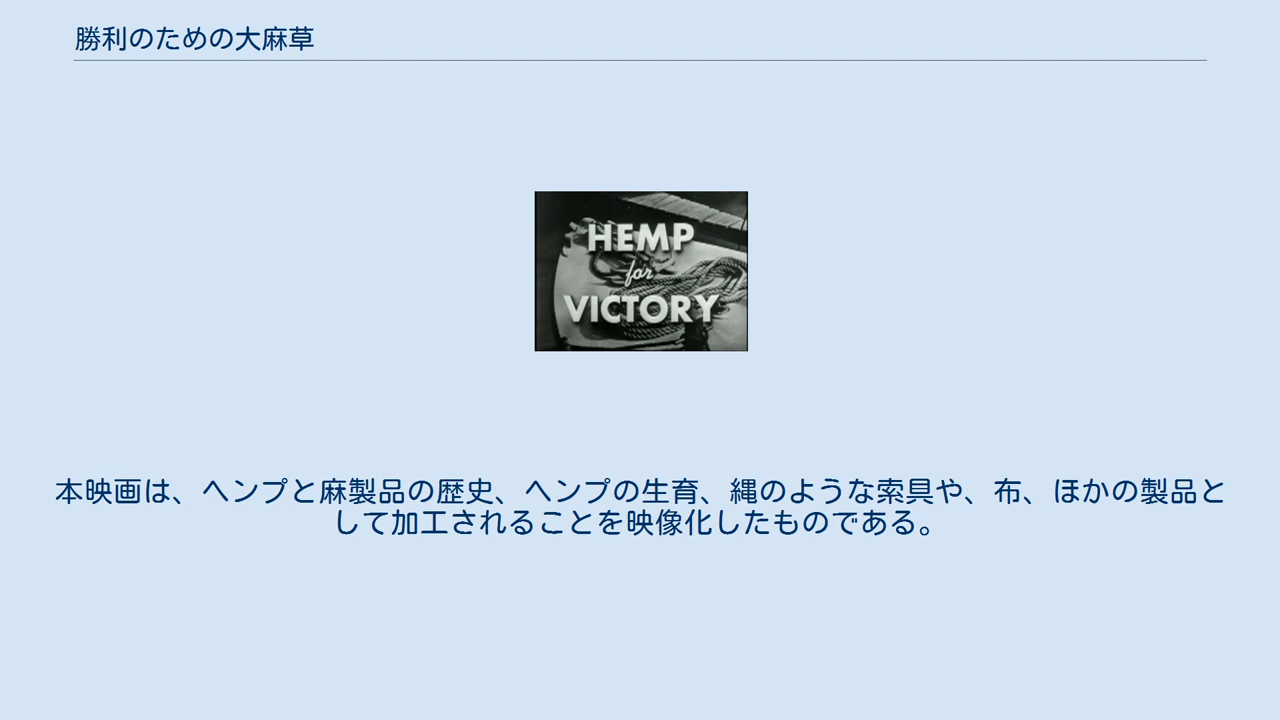 勝利のための大麻草
HEMP
for
VICTORY
本映画は、ヘンプと麻製品の歴史、ヘンプの生育、縄のような索具や、布、ほかの製品と
して加工されることを映像化したものである。